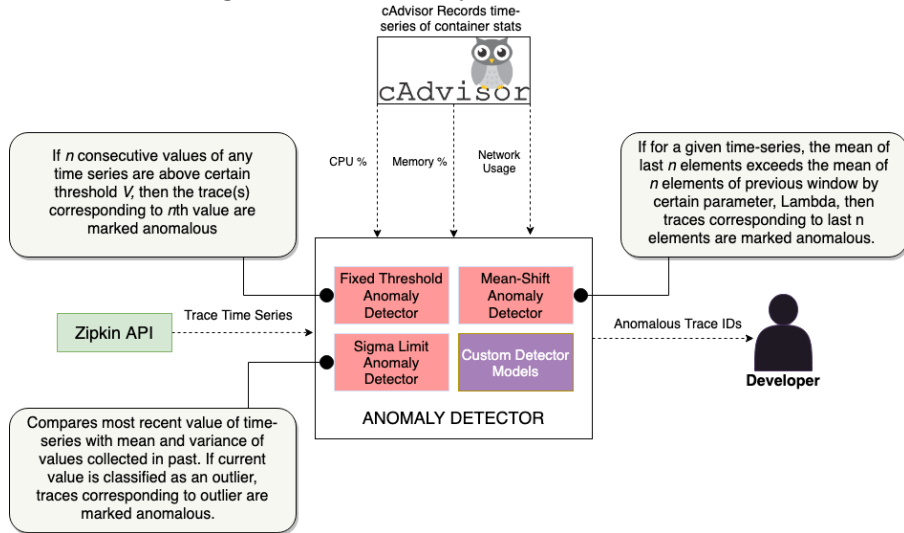 cAdvisor Records time-
series of container stats
cAdvisor
CPU %
Memory %
Network
Usage
If n consecutive values of any
time series are above certain
threshold V, then the trace(s)
corresponding to nth value are
marked anomalous
If for a given time-series, the mean of
last n elements exceeds the mean of
n elements of previous window by
certain parameter, Lambda, then
traces corresponding to last n
elements are marked anomalous.
Fixed Threshold
Anomaly
Detector
Mean-Shift
Anomaly
Detector
Zipkin API
Trace Time Series
Sigma Limit
Anomaly
Detector
Custom Detector
Models
ANOMALY DETECTOR
Anomalous Trace IDs
Developer
Compares most recent value of time-
series with mean and variance of
values collected in past. If current
value is classified as an outlier,
traces corresponding to outlier are
marked anomalous.